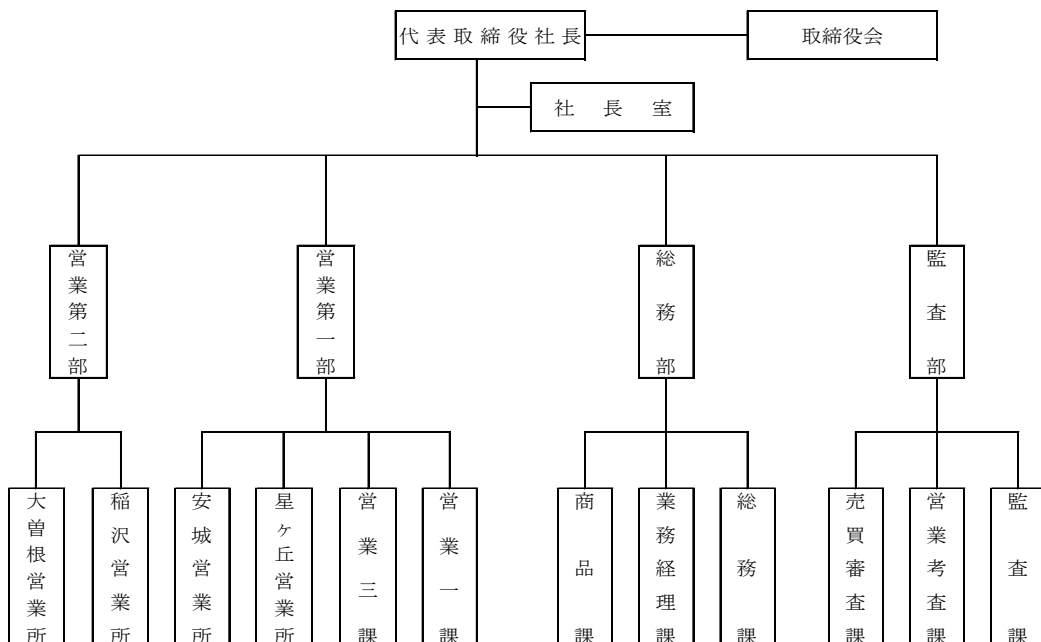 代表取締役社長
取締役会
社長室
営業第二部
営業第一部
総務部
監査部
大曽根営業所
稲沢営業所
安城営業所
星ヶ丘営業所
営業三課
営業一課
商品課
業務経理課
総務課
売買審査課
営業考査課
監査課